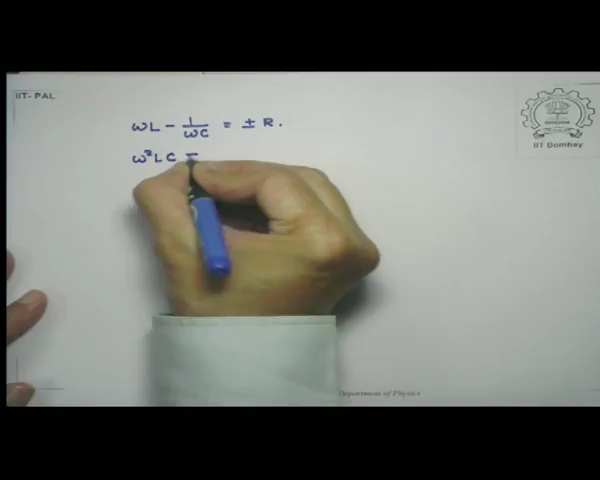 IIT- PAL
ωL - 1/ωC = ± R.
IIT Bombay
ω²LC =
Department of Physics